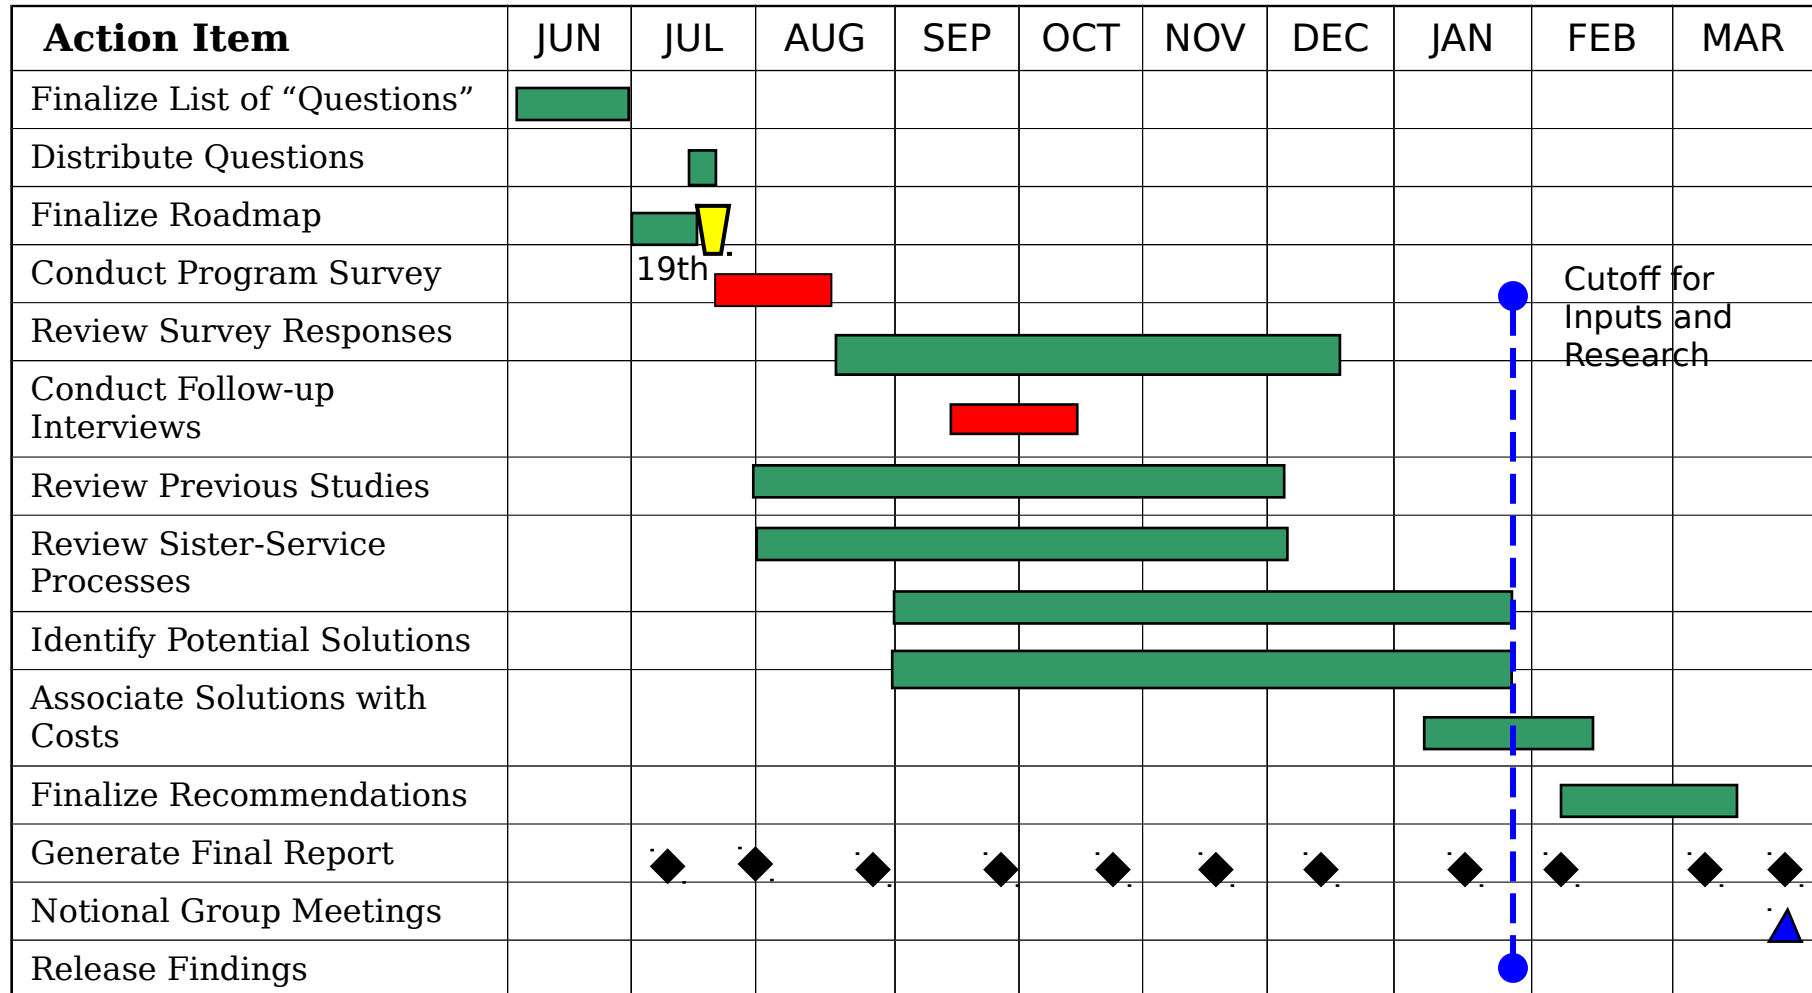 Action Item JUN JUL AUG SEP OCT NOV DEC JAN FEB MAR
Finalize List of “Questions”
Distribute Questions
Finalize Roadmap
19th
Conduct Program Survey
Cutoff for
Inputs and
Research
Review Survey Responses
Conduct Follow-up
Interviews
Review Previous Studies
Review Sister-Service
Processes
Identify Potential Solutions
Associate Solutions with
Costs
Finalize Recommendations
Generate Final Report
Notional Group Meetings
Release Findings